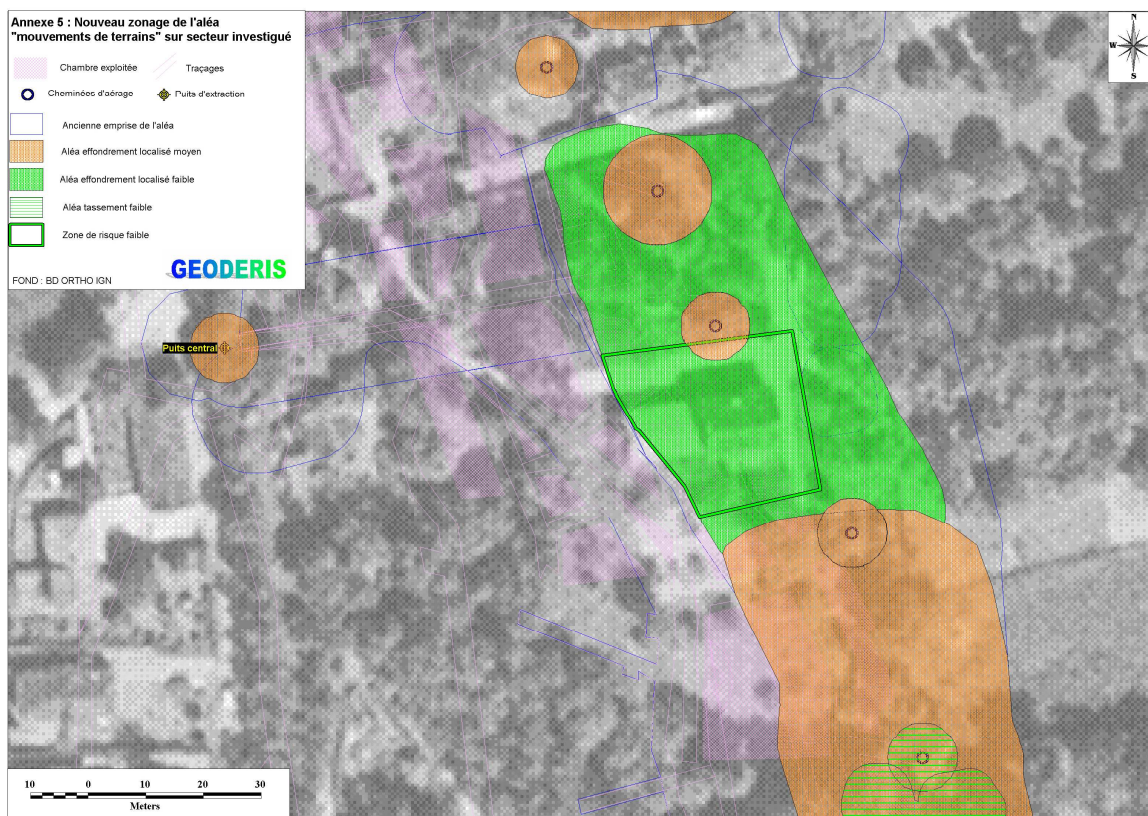 Annexe 5 : Nouveau zonage de l'aléa
"mouvements de terrains" sur secteur investigué
Chambre exploitée
Traçages
Cheminées d'aérage
Puits d'extraction
Ancienne emprise de l'aléa
Aléa effondrement localisé moyen
Aléa effondrement localisé faible
Aléa tassement faible
Zone de risque faible
GEODERIS
FOND : BD ORTHO IGN
N
W
E
S
Puits central
10 0 10 20 30
Meters